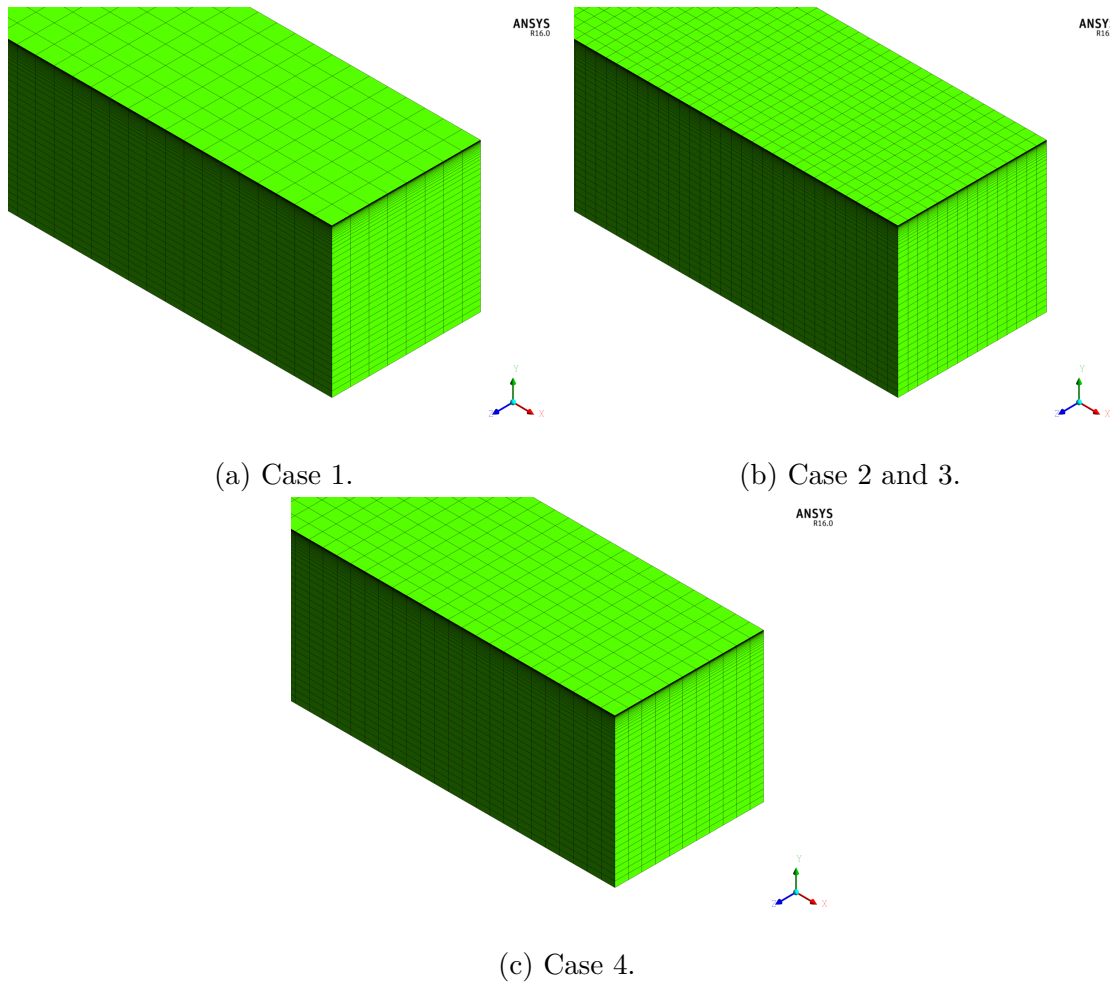 ANSYS
R16.0
Y
Z
X
ANSYS
R16
Y
Z
X
(a) Case 1.
(b) Case 2 and 3.
ANSYS
R16.0
Y
Z
X
(c) Case 4.